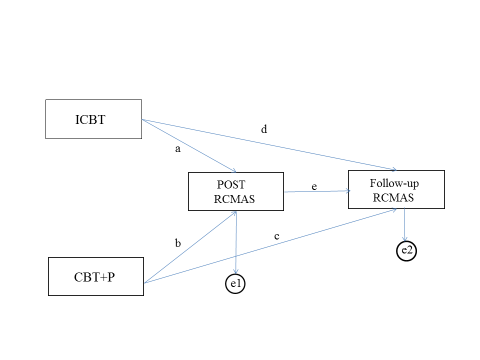 ICBT
d
a
POST
RCMAS
e
Follow-up
RCMAS
b
c
CBT+P
e1
e2